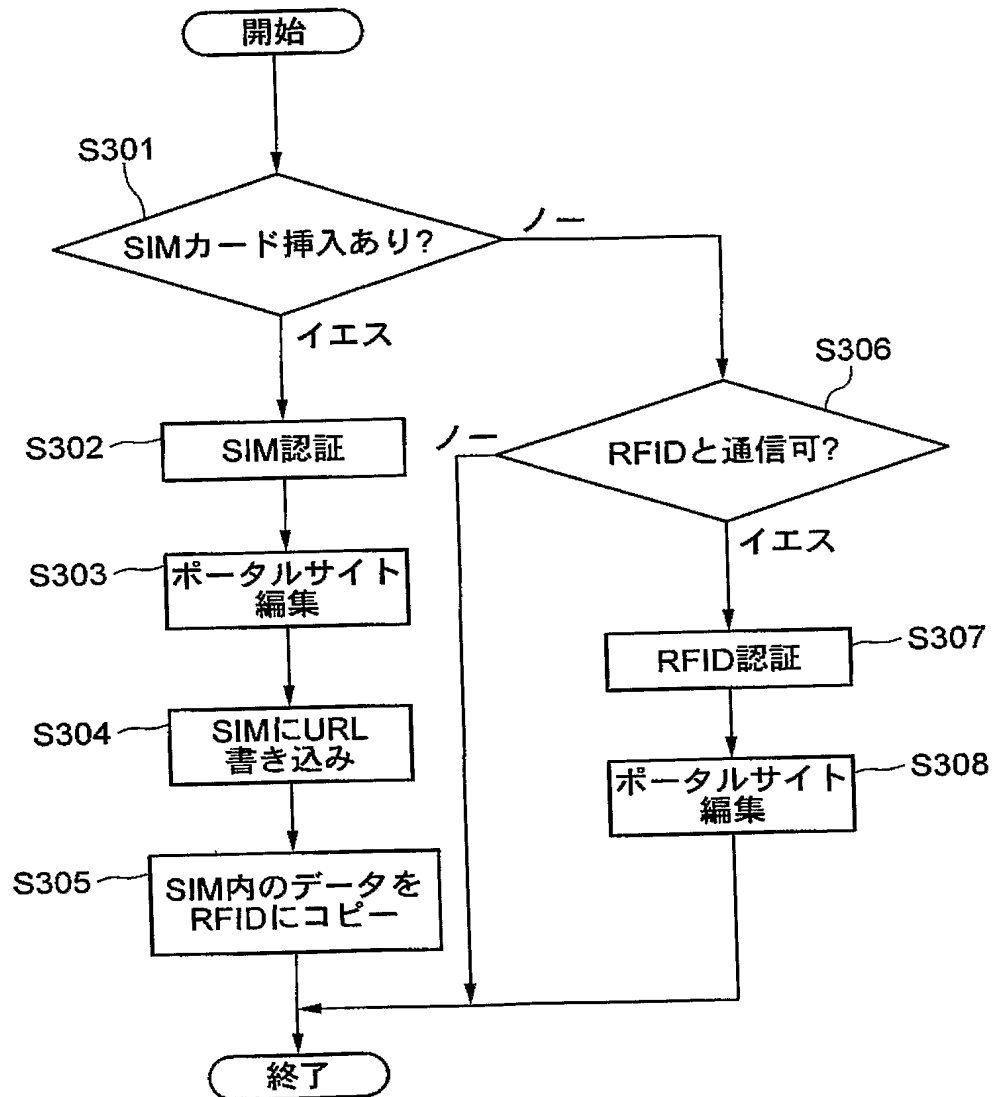 開始
S301
SIMカード挿入あり?
ノー
イエス
S302
SIM認証
S303
ポータルサイト
編集
S304
SIMにURL
書き込み
S305
SIM内のデータを
RFIDにコピー
S306
RFIDと通信可?
ノー
イエス
S307
RFID認証
S308
ポータルサイト
編集
終了